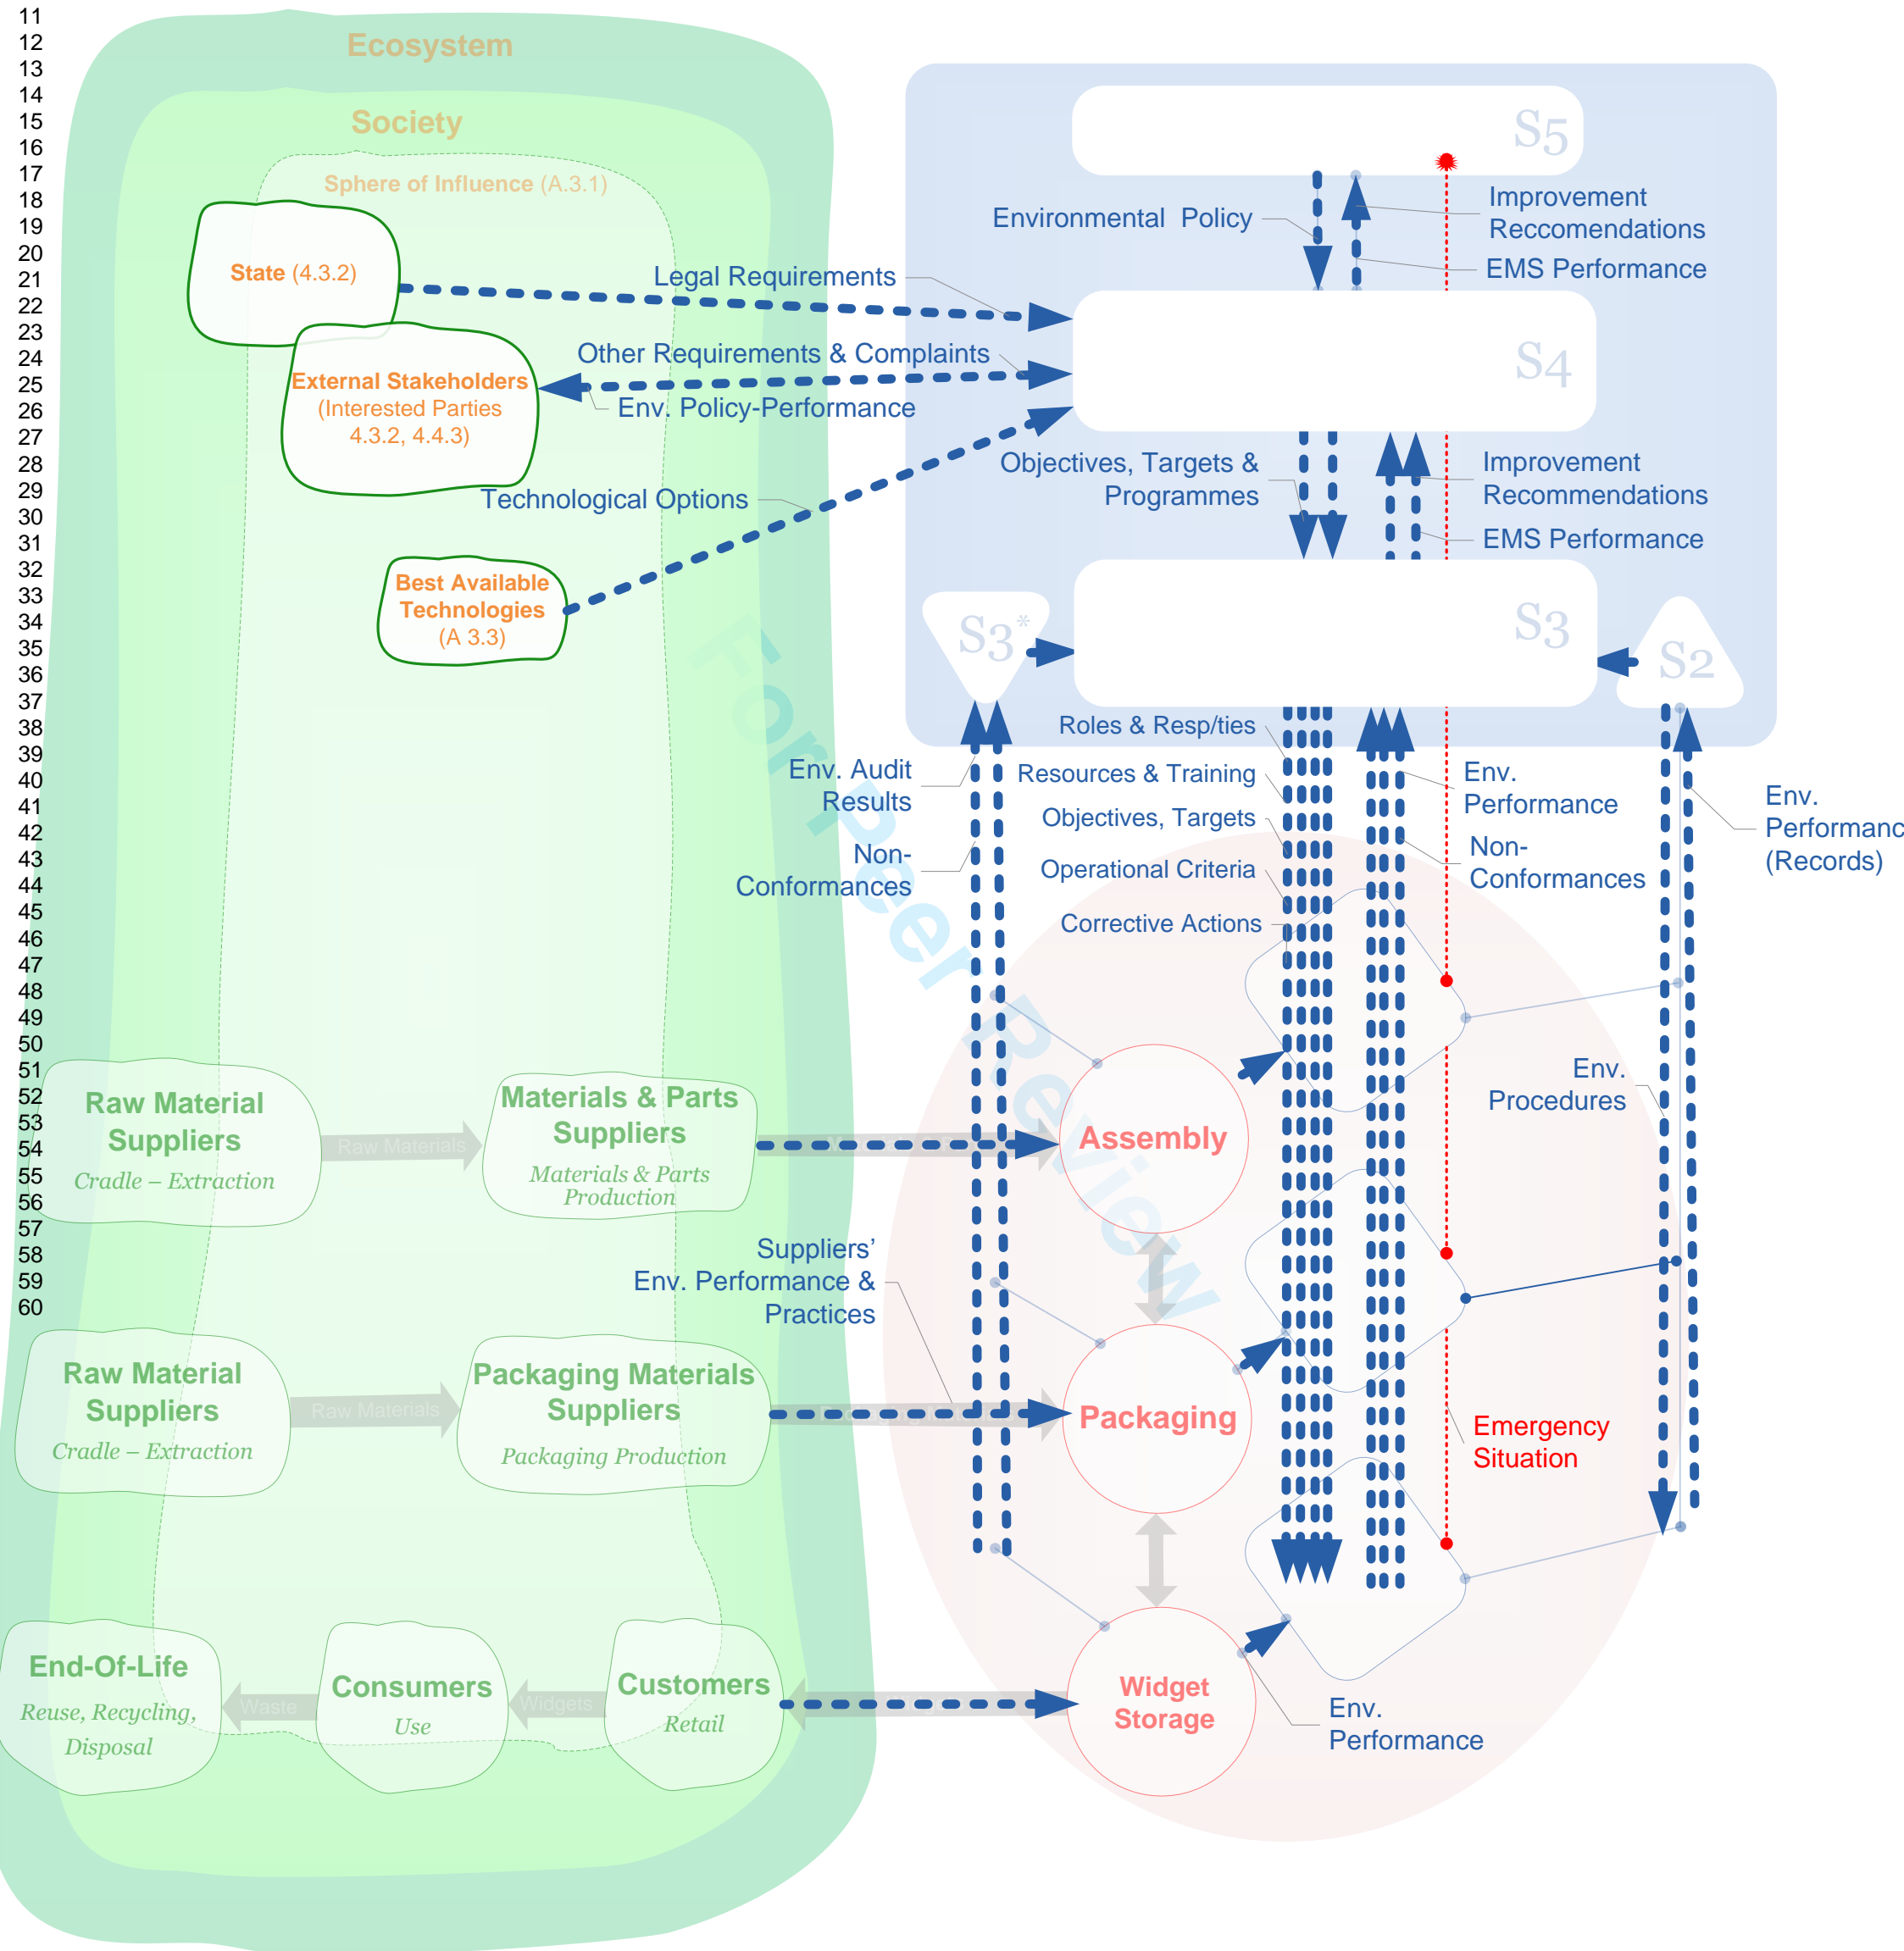 11
12
13
14
15
16
17
18
19
20
21
22
23
24
25
26
27
28
29
30
31
32
33
34
35
36
37
38
39
40
41
42
43
44
45
46
47
48
49
50
51
52
53
54
55
56
57
58
59
60
Ecosystem
Society
Sphere of Influence (A.3.1)
State (4.3.2)
External Stakeholders
(Interested Parties
4.3.2, 4.4.3)
Best Available
Technologies
(A 3.3)
Legal Requirements
Other Requirements & Complaints
Env. Policy-Performance
Technological Options
S5
Environmental Policy
Improvement
Reccomendations
EMS Performance
S4
Objectives, Targets &
Programmes
Improvement
Recommendations
EMS Performance
S3*
S3
S2
Env. Audit
Results
Non-
Conformances
Roles & Resp/ties
Resources & Training
Objectives, Targets
Operational Criteria
Corrective Actions
Env.
Performance
Non-
Conformances
Env.
Performanc
(Records)
Env.
Procedures
For Peer Review
Raw Material
Suppliers
Cradle – Extraction
Raw Materials
Materials & Parts
Suppliers
Materials & Parts
Production
Assembly
Suppliers’
Env. Performance &
Practices
Raw Material
Suppliers
Cradle – Extraction
Raw Materials
Packaging Materials
Suppliers
Packaging Production
Packaging
Emergency
Situation
End-Of-Life
Reuse, Recycling,
Disposal
Waste
Consumers
Use
Widgets
Customers
Retail
Widget
Storage
Env.
Performance